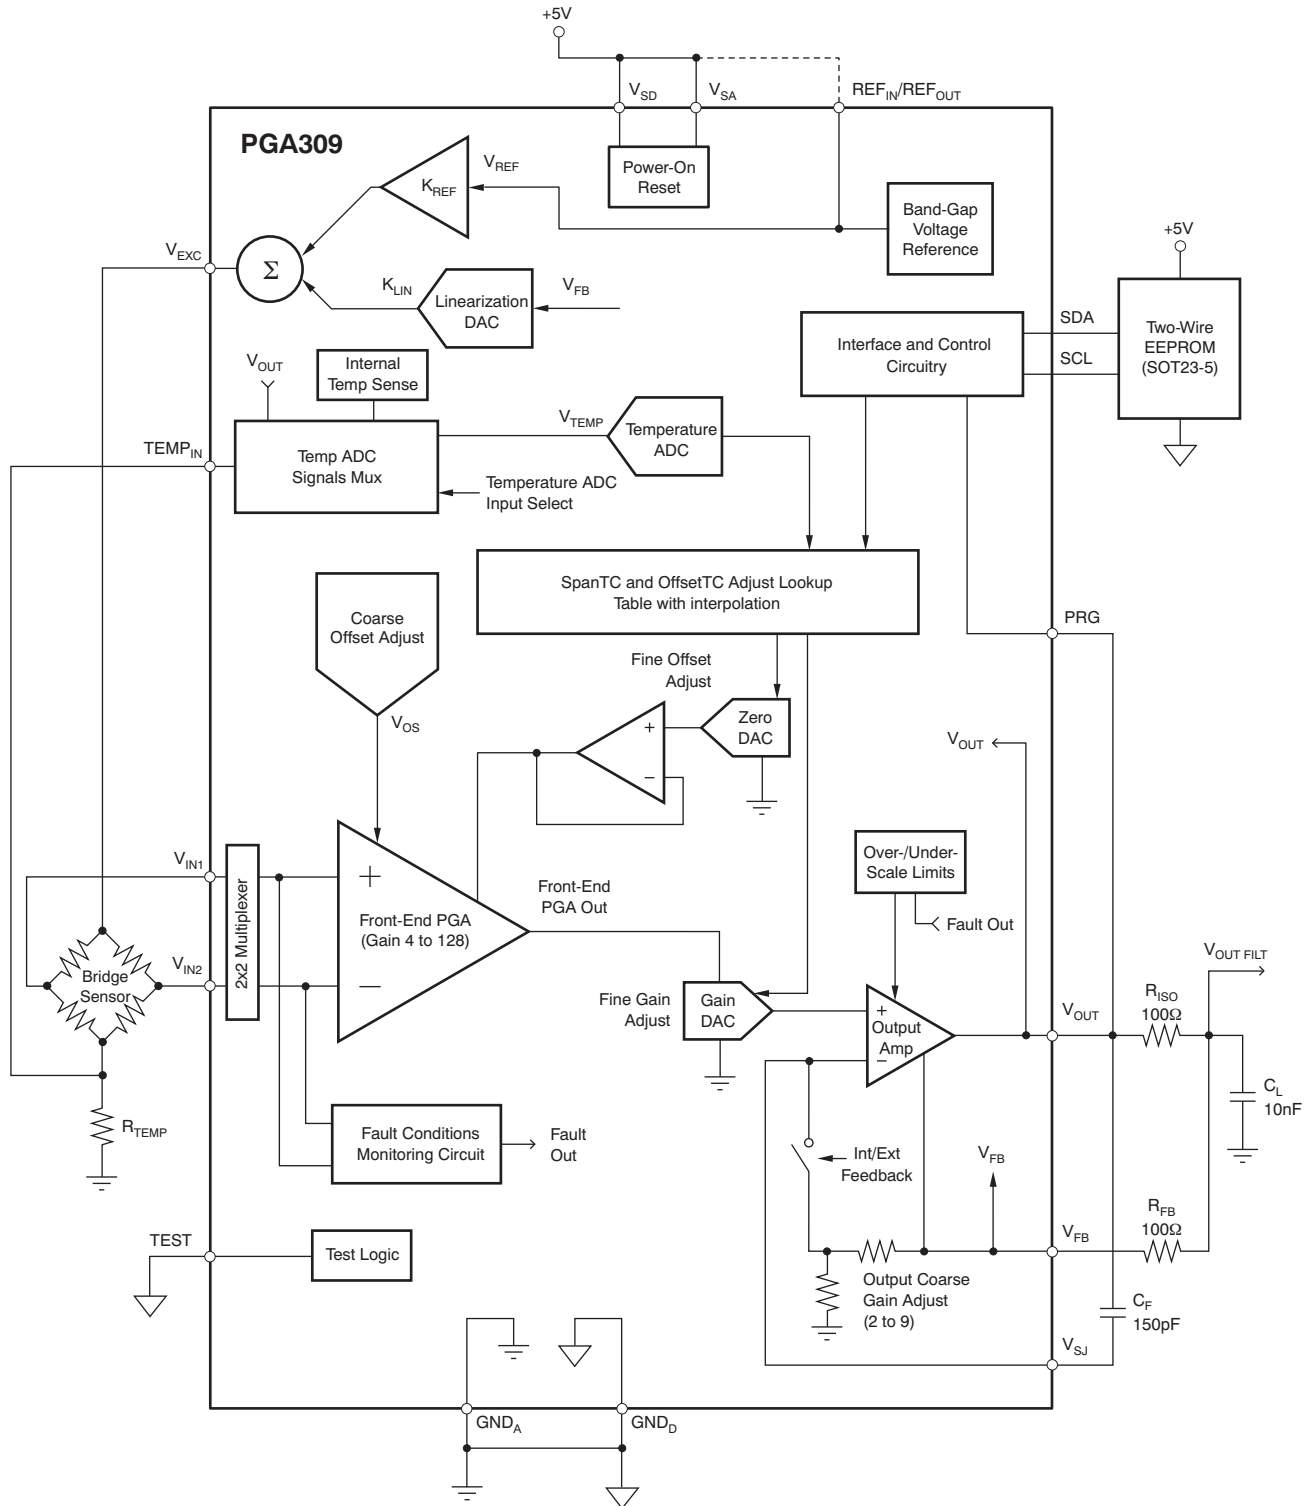 +5V
V_SD
V_SA
REF_IN/REF_OUT
PGA309
V_REF
K_REF
Power-On
Reset
Band-Gap
Voltage
Reference
+5V
V_EXC
Σ
K_LIN
Linearization
DAC
V_FB
SDA
SCL
Two-Wire
EEPROM
(SOT23-5)
Interface and Control
Circuitry
V_OUT
Internal
Temp Sense
V_TEMP
Temperature
ADC
TEMP_IN
Temp ADC
Signals Mux
Temperature ADC
Input Select
SpanTC and OffsetTC Adjust Lookup
Table with interpolation
Coarse
Offset Adjust
PRG
Fine Offset
Adjust
V_OS
+
−
Zero
DAC
V_OUT
V_IN1
2x2 Multiplexer
+
Front-End PGA
(Gain 4 to 128)
−
Front-End
PGA Out
Over-/Under-
Scale Limits
Fault Out
V_OUT FILT
Bridge
Sensor
V_IN2
Fine Gain
Adjust
Gain
DAC
+
Output
Amp
−
V_OUT
R_ISO
100Ω
C_L
10nF
R_TEMP
Fault Conditions
Monitoring Circuit
Fault
Out
Int/Ext
Feedback
V_FB
V_FB
R_FB
100Ω
TEST
Test Logic
Output Coarse
Gain Adjust
(2 to 9)
C_F
150pF
V_SJ
GND_A
GND_D